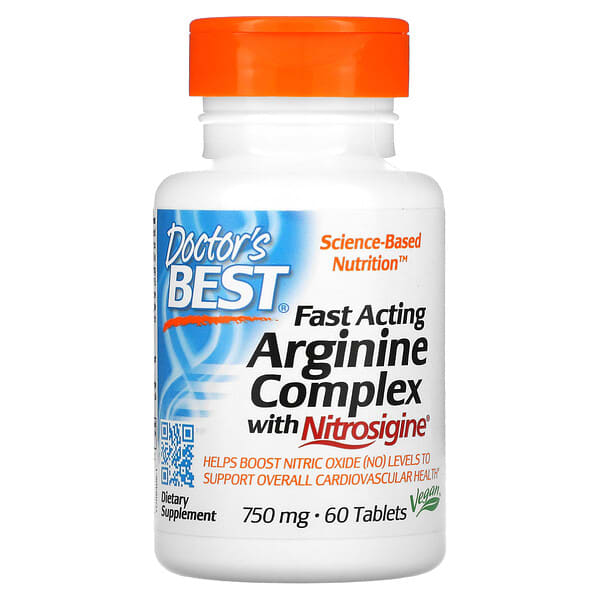 Doctor's
BEST®
Science-Based
Nutrition™
Fast Acting
Arginine
Complex
with Nitrosigine®
HELPS BOOST NITRIC OXIDE (NO) LEVELS TO
SUPPORT OVERALL CARDIOVASCULAR HEALTH*
Vegan
Dietary
Supplement
750 mg • 60 Tablets